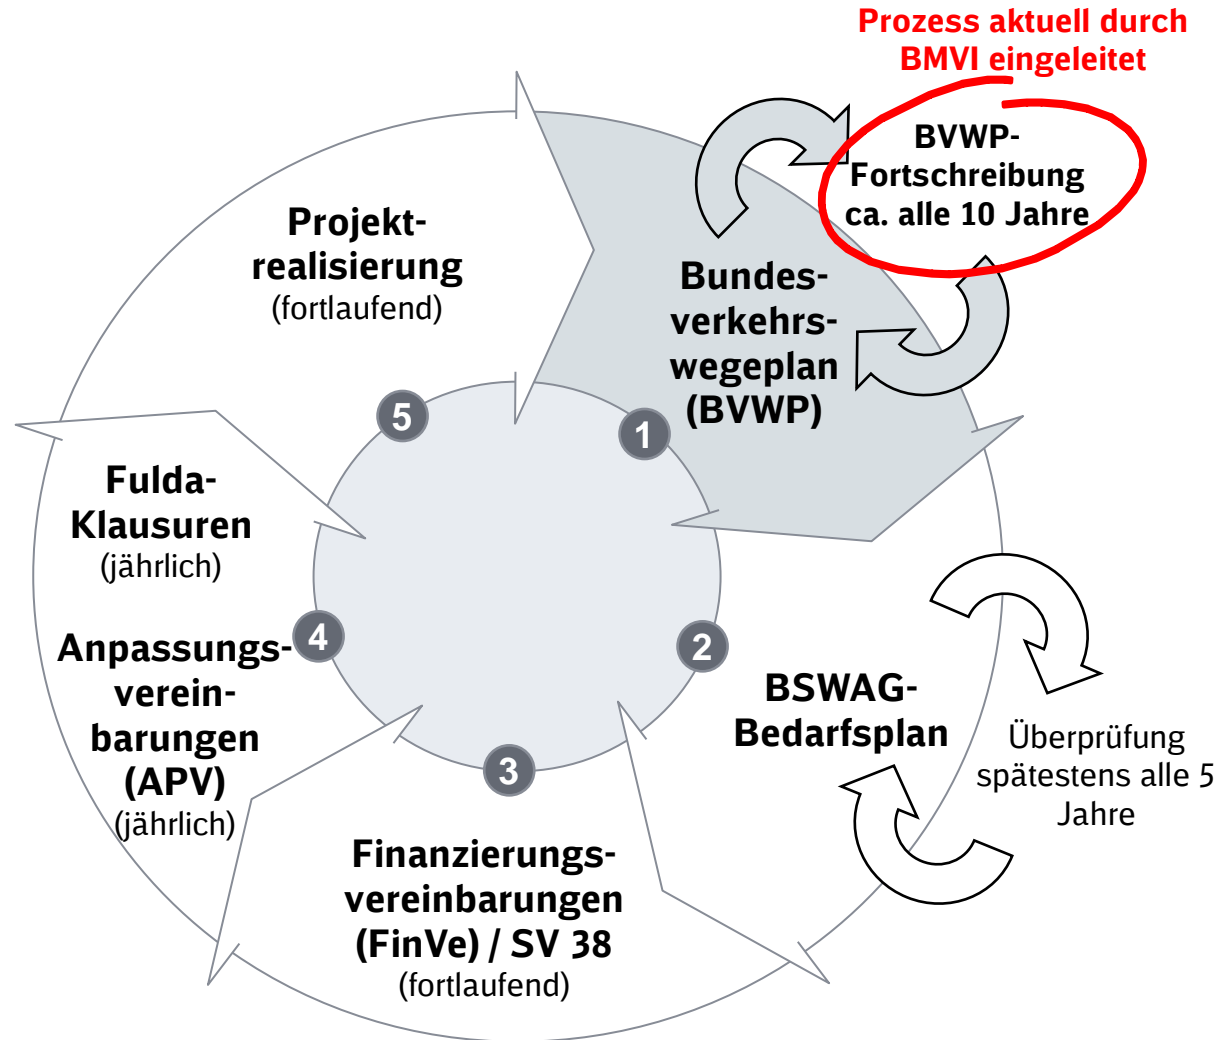 Prozess aktuell durch
BMVI eingeleitet
BVWP-
Fortschreibung
ca. alle 10 Jahre
Projekt-
realisierung
(fortlaufend)
Bundes-
verkehrs-
wegeplan
(BVWP)
5
1
Fulda-
Klausuren
(jährlich)
Anpassungs-
verein-
barungen
(APV)
(jährlich)
4
2
BSWAG-
Bedarfsplan
Überprüfung
spätestens alle 5
Jahre
3
Finanzierungs-
vereinbarungen
(FinVe) / SV 38
(fortlaufend)